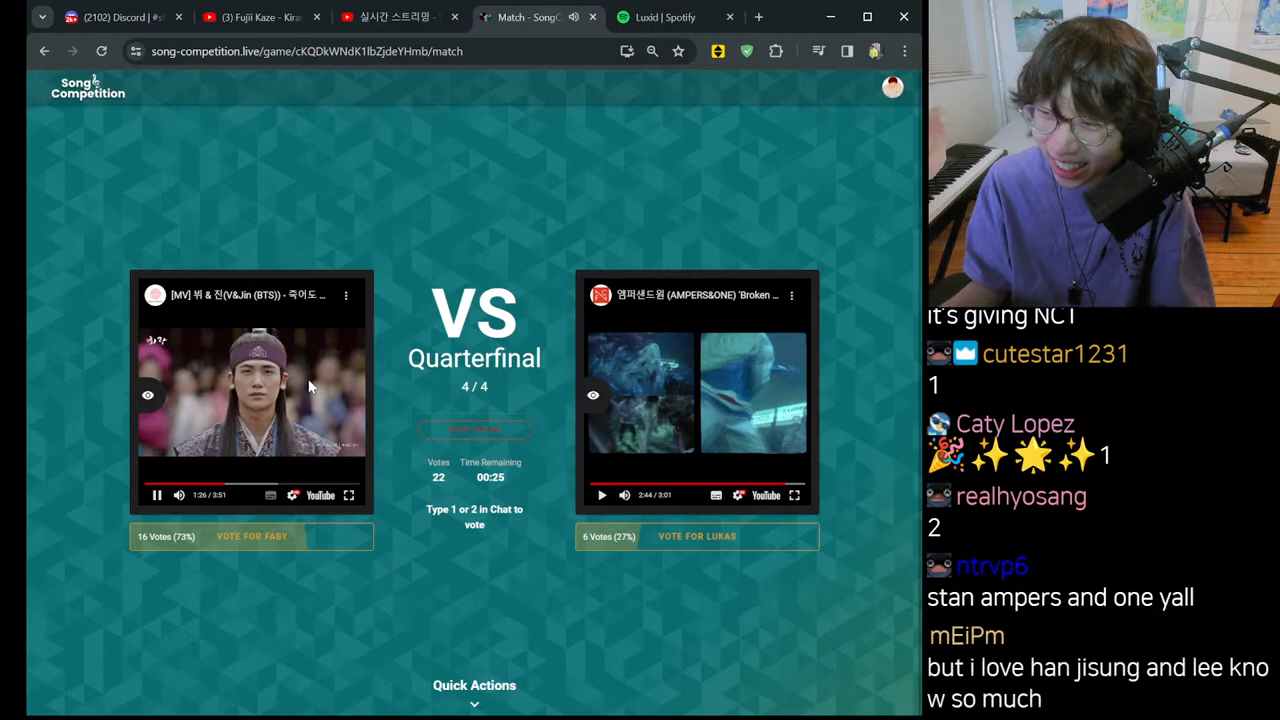 (2102) Discord | #s
(3) Fujii Kaze - Kira
실시간 스트리밍 -
Match - SongC
Luxid | Spotify
song-competition.live/game/cKQDkWNdK1lbZjdeYHmb/match
Song
Competition
[MV] 뷔 & 진(V&Jin (BTS)) - 죽어도 ...
화랑
1:26 / 3:51
YouTube
16 Votes (73%)
VOTE FOR FABY
VS
Quarterfinal
4 / 4
Votes
Time Remaining
22
00:25
Type 1 or 2 in Chat to
vote
엠퍼샌드원 (AMPERS&ONE) 'Broken ...
2:44 / 3:01
YouTube
6 Votes (27%)
VOTE FOR LUKAS
Quick Actions
it's giving NCT
cutestar1231
1
Caty Lopez
🎉✨🌟✨1
realhyosang
2
ntrvp6
stan ampers and one yall
mEiPm
but i love han jisung and lee kno
w so much